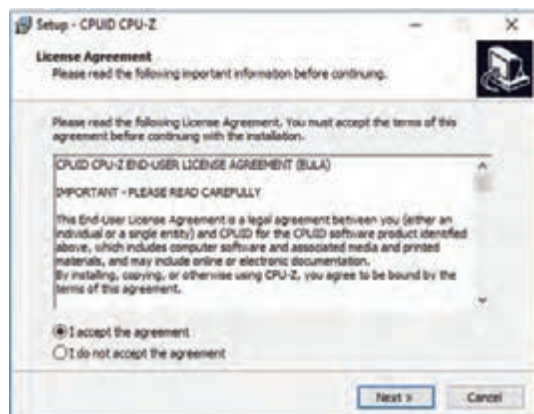 Setup - CPUID CPU-Z
License Agreement
Please read the following important information before continuing.
Please read the following License Agreement. You must accept the terms of this
agreement before continuing with the installation.
CPUID CPU-Z END-USER LICENSE AGREEMENT (EULA)
IMPORTANT - PLEASE READ CAREFULLY
This End-User License Agreement is a legal agreement between you (either an
individual or a single entity) and CPUID for the CPUID software product identified
above, which includes computer software and associated media and printed
materials, and may include online or electronic documentation.
By installing, copying, or otherwise using CPU-Z, you agree to be bound by the
terms of this agreement.
I accept the agreement
I do not accept the agreement
Next >
Cancel